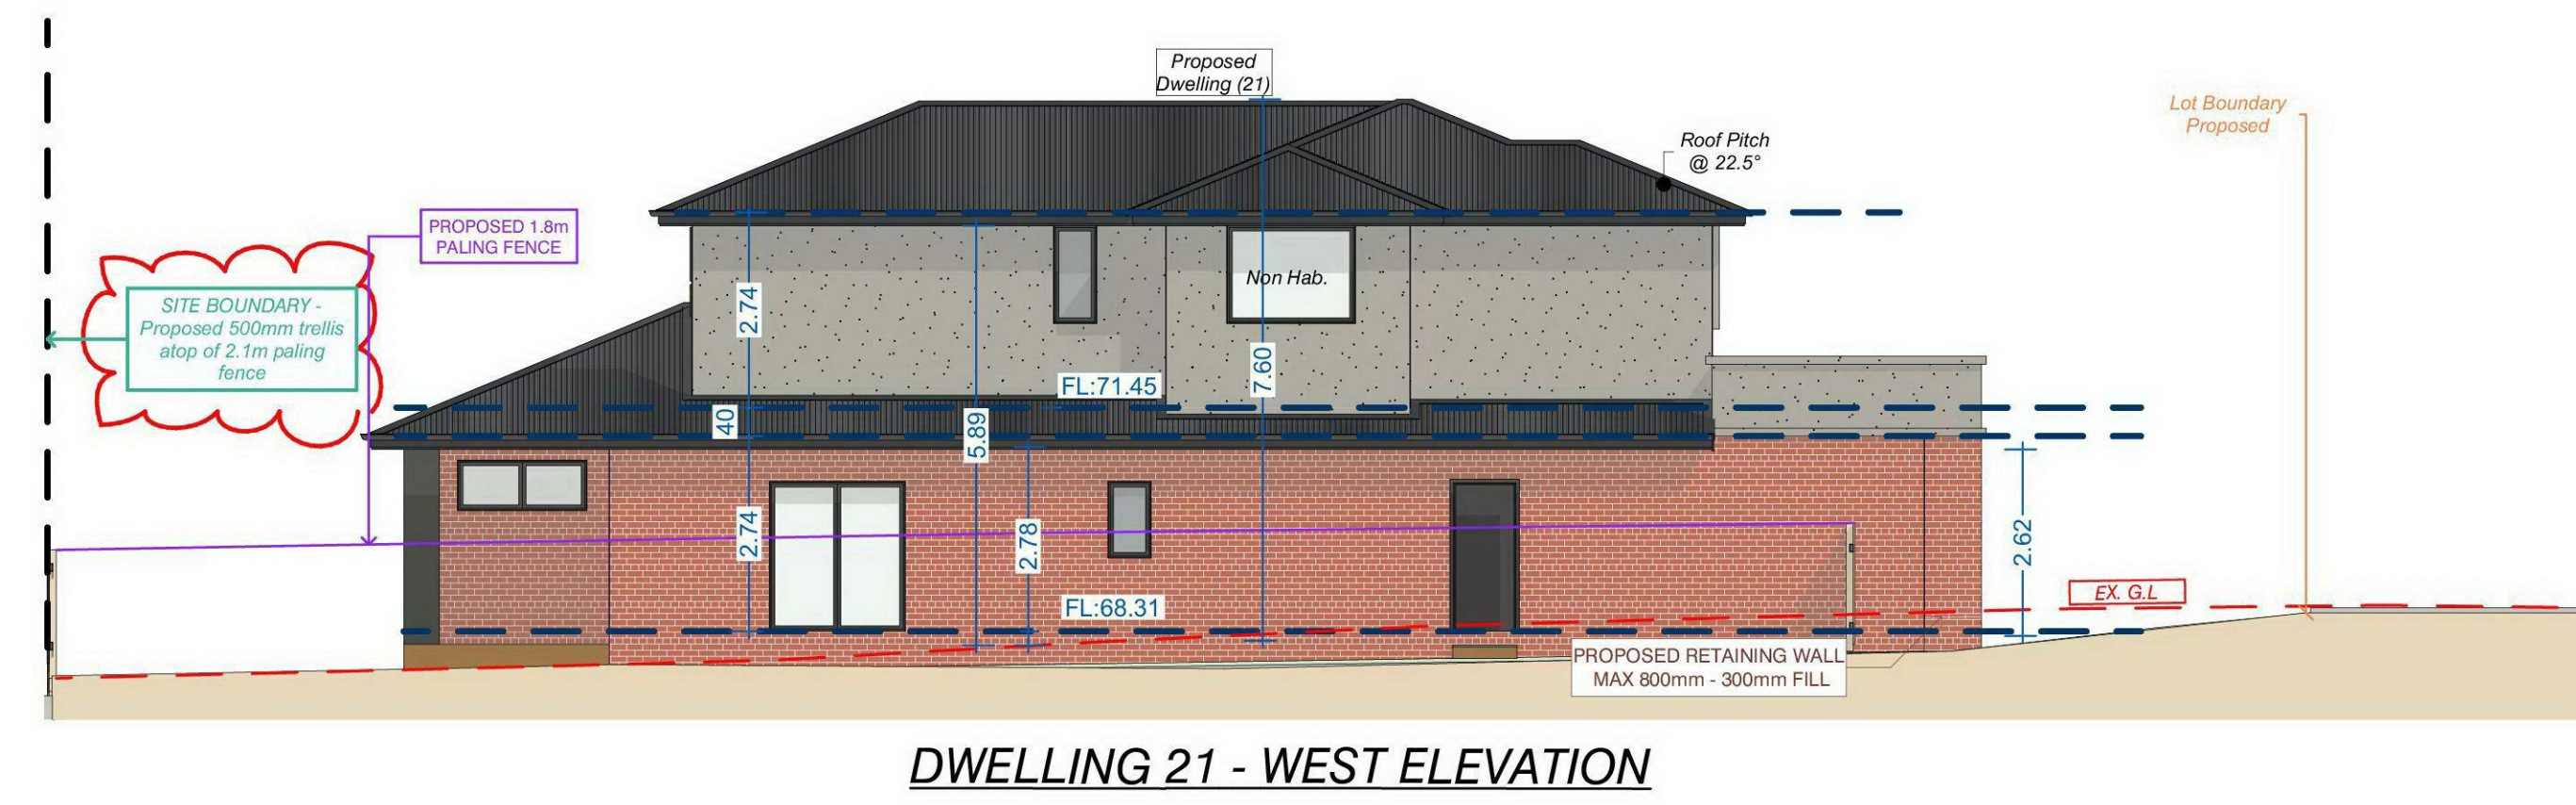 Proposed
Dwelling (21)
Lot Boundary
Proposed
Roof Pitch
@ 22.5°
PROPOSED 1.8m
PALING FENCE
SITE BOUNDARY -
Proposed 500mm trellis
atop of 2.1m paling
fence
Non Hab.
2.74
7.60
FL:71.45
40
5.89
2.74
2.78
2.62
EX. G.L
FL:68.31
PROPOSED RETAINING WALL
MAX 800mm - 300mm FILL
DWELLING 21 - WEST ELEVATION